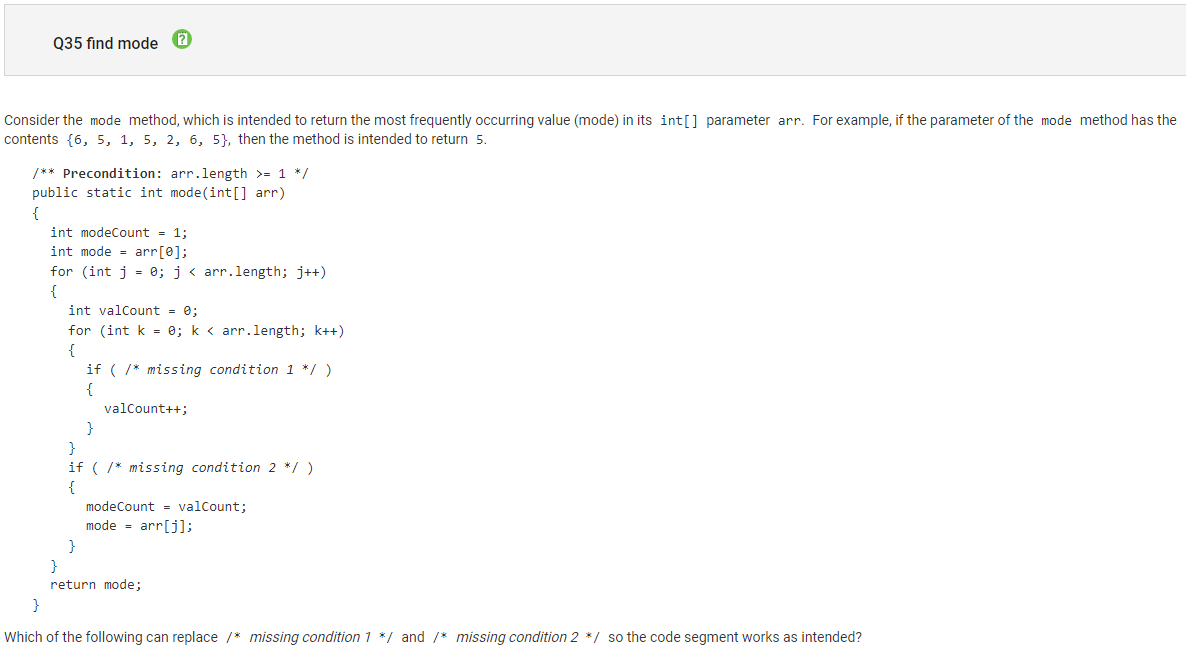 Q35 find mode
Consider the mode method, which is intended to return the most frequently occurring value (mode) in its int[] parameter arr. For example, if the parameter of the mode method has the
contents {6, 5, 1, 5, 2, 6, 5}, then the method is intended to return 5.
/** Precondition: arr.length >= 1 */
public static int mode(int[] arr)
{
int modeCount = 1;
int mode = arr[0];
for (int j = 0; j < arr.length; j++)
{
int valCount = 0;
for (int k = 0; k < arr.length; k++)
{
if ( /* missing condition 1 */ )
{
valCount++;
}
}
if ( /* missing condition 2 */ )
{
modeCount = valCount;
mode = arr[j];
}
}
return mode;
}
Which of the following can replace /* missing condition 1 */ and /* missing condition 2 */ so the code segment works as intended?